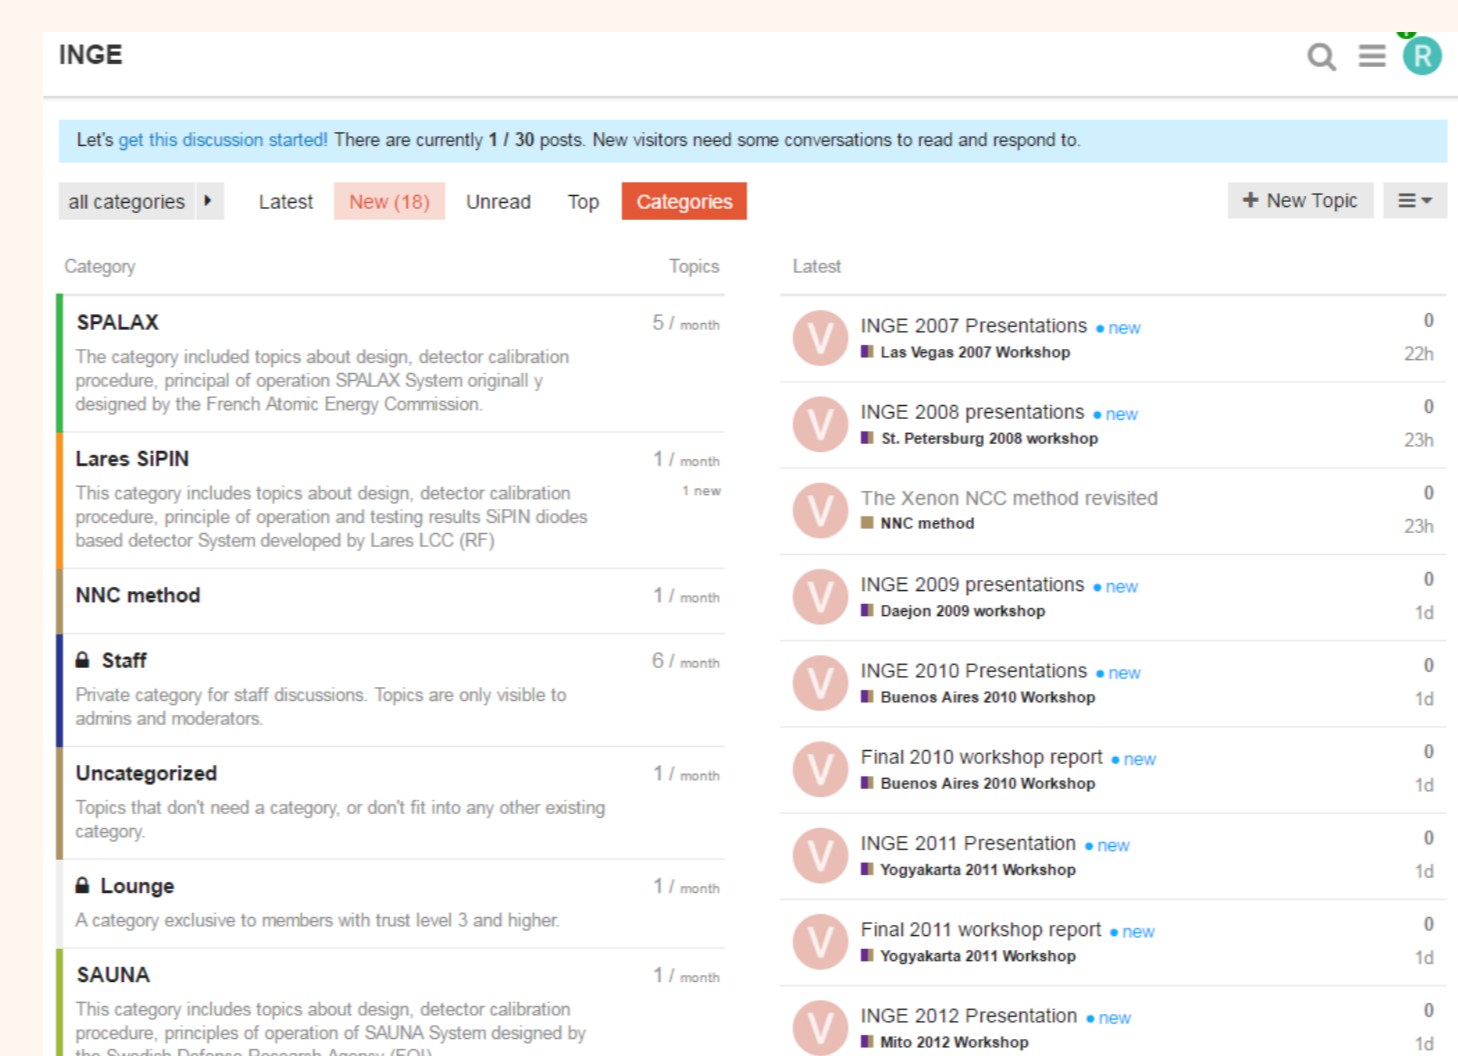 INGE
R
Let's get this discussion started! There are currently 1 / 30 posts. New visitors need some conversations to read and respond to.
all categories Latest New (18) Unread Top Categories + New Topic
Category Topics
SPALAX 5 / month
The category included topics about design, detector calibration
procedure, principal of operation SPALAX System originall y
designed by the French Atomic Energy Commission.
Lares SiPIN 1 / month
This category includes topics about design, detector calibration 1 new
procedure, principle of operation and testing results SiPIN diodes
based detector System developed by Lares LCC (RF)
NNC method 1 / month
Staff 6 / month
Private category for staff discussions. Topics are only visible to
admins and moderators.
Uncategorized 1 / month
Topics that don't need a category, or don't fit into any other existing
category.
Lounge 1 / month
A category exclusive to members with trust level 3 and higher.
SAUNA 1 / month
This category includes topics about design, detector calibration
procedure, principles of operation of SAUNA System designed by
the Swedish Defense Research Agency (FOI)
Latest
V INGE 2007 Presentations • new 0
Las Vegas 2007 Workshop 22h
V INGE 2008 presentations • new 0
St. Petersburg 2008 workshop 23h
V The Xenon NCC method revisited 0
NNC method 23h
V INGE 2009 presentations • new 0
Daejon 2009 workshop 1d
V INGE 2010 Presentations • new 0
Buenos Aires 2010 Workshop 1d
V Final 2010 workshop report • new 0
Buenos Aires 2010 Workshop 1d
V INGE 2011 Presentation • new 0
Yogyakarta 2011 Workshop 1d
V Final 2011 workshop report • new 0
Yogyakarta 2011 Workshop 1d
V INGE 2012 Presentation • new 0
Mito 2012 Workshop 1d